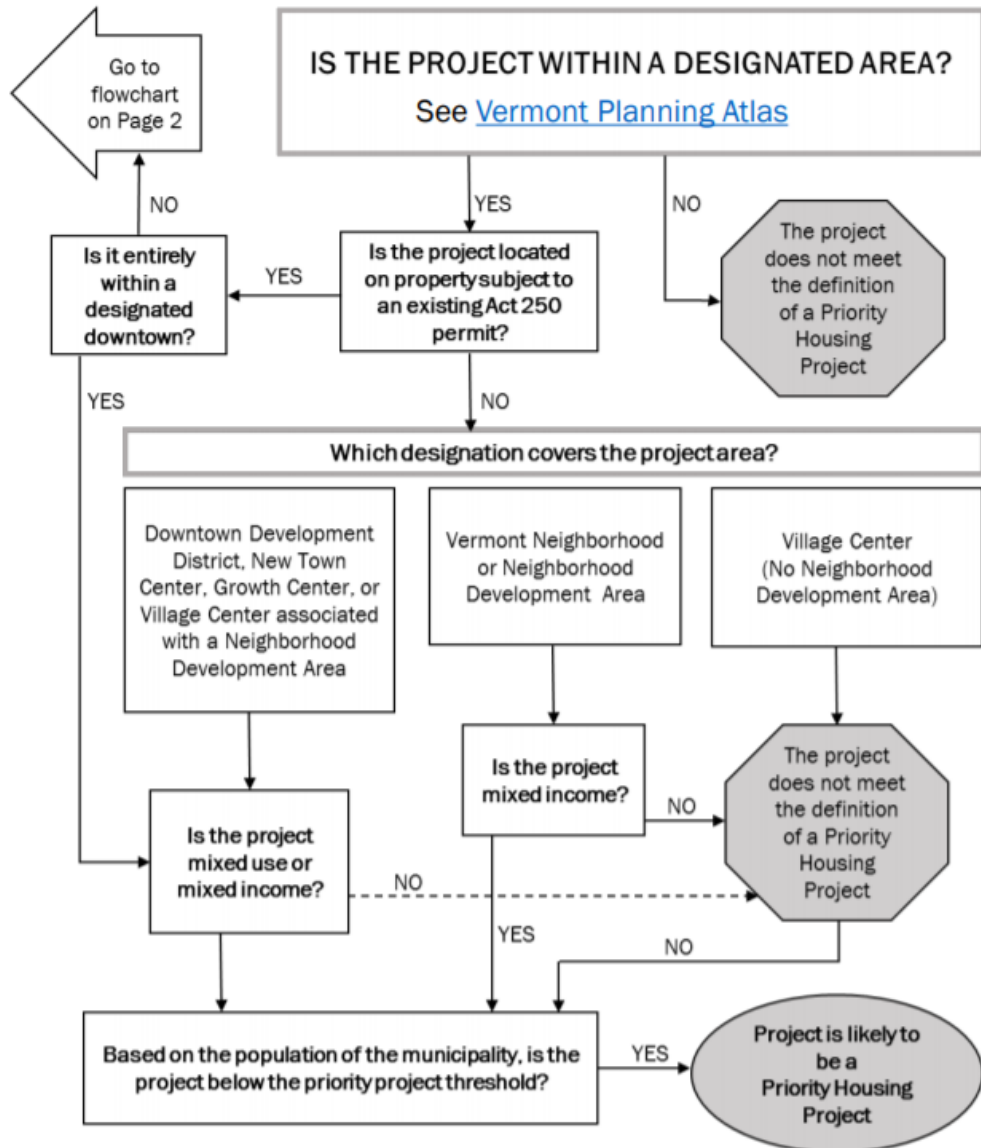 Go to
flowchart
on Page 2
IS THE PROJECT WITHIN A DESIGNATED AREA?
See Vermont Planning Atlas
NO
YES
NO
Is it entirely
within a
designated
downtown?
YES
Is the project located
on property subject to
an existing Act 250
permit?
The project
does not meet
the definition
of a Priority
Housing
Project
YES
NO
Which designation covers the project area?
Downtown Development
District, New Town
Center, Growth Center, or
Village Center associated
with a Neighborhood
Development Area
Vermont Neighborhood
or Neighborhood
Development Area
Village Center
(No Neighborhood
Development Area)
Is the project
mixed use or
mixed income?
Is the project
mixed income?
NO
The project
does not meet
the definition
of a Priority
Housing
Project
NO
YES
NO
Based on the population of the municipality, is the
project below the priority project threshold?
YES
Project is likely to
be a
Priority Housing
Project